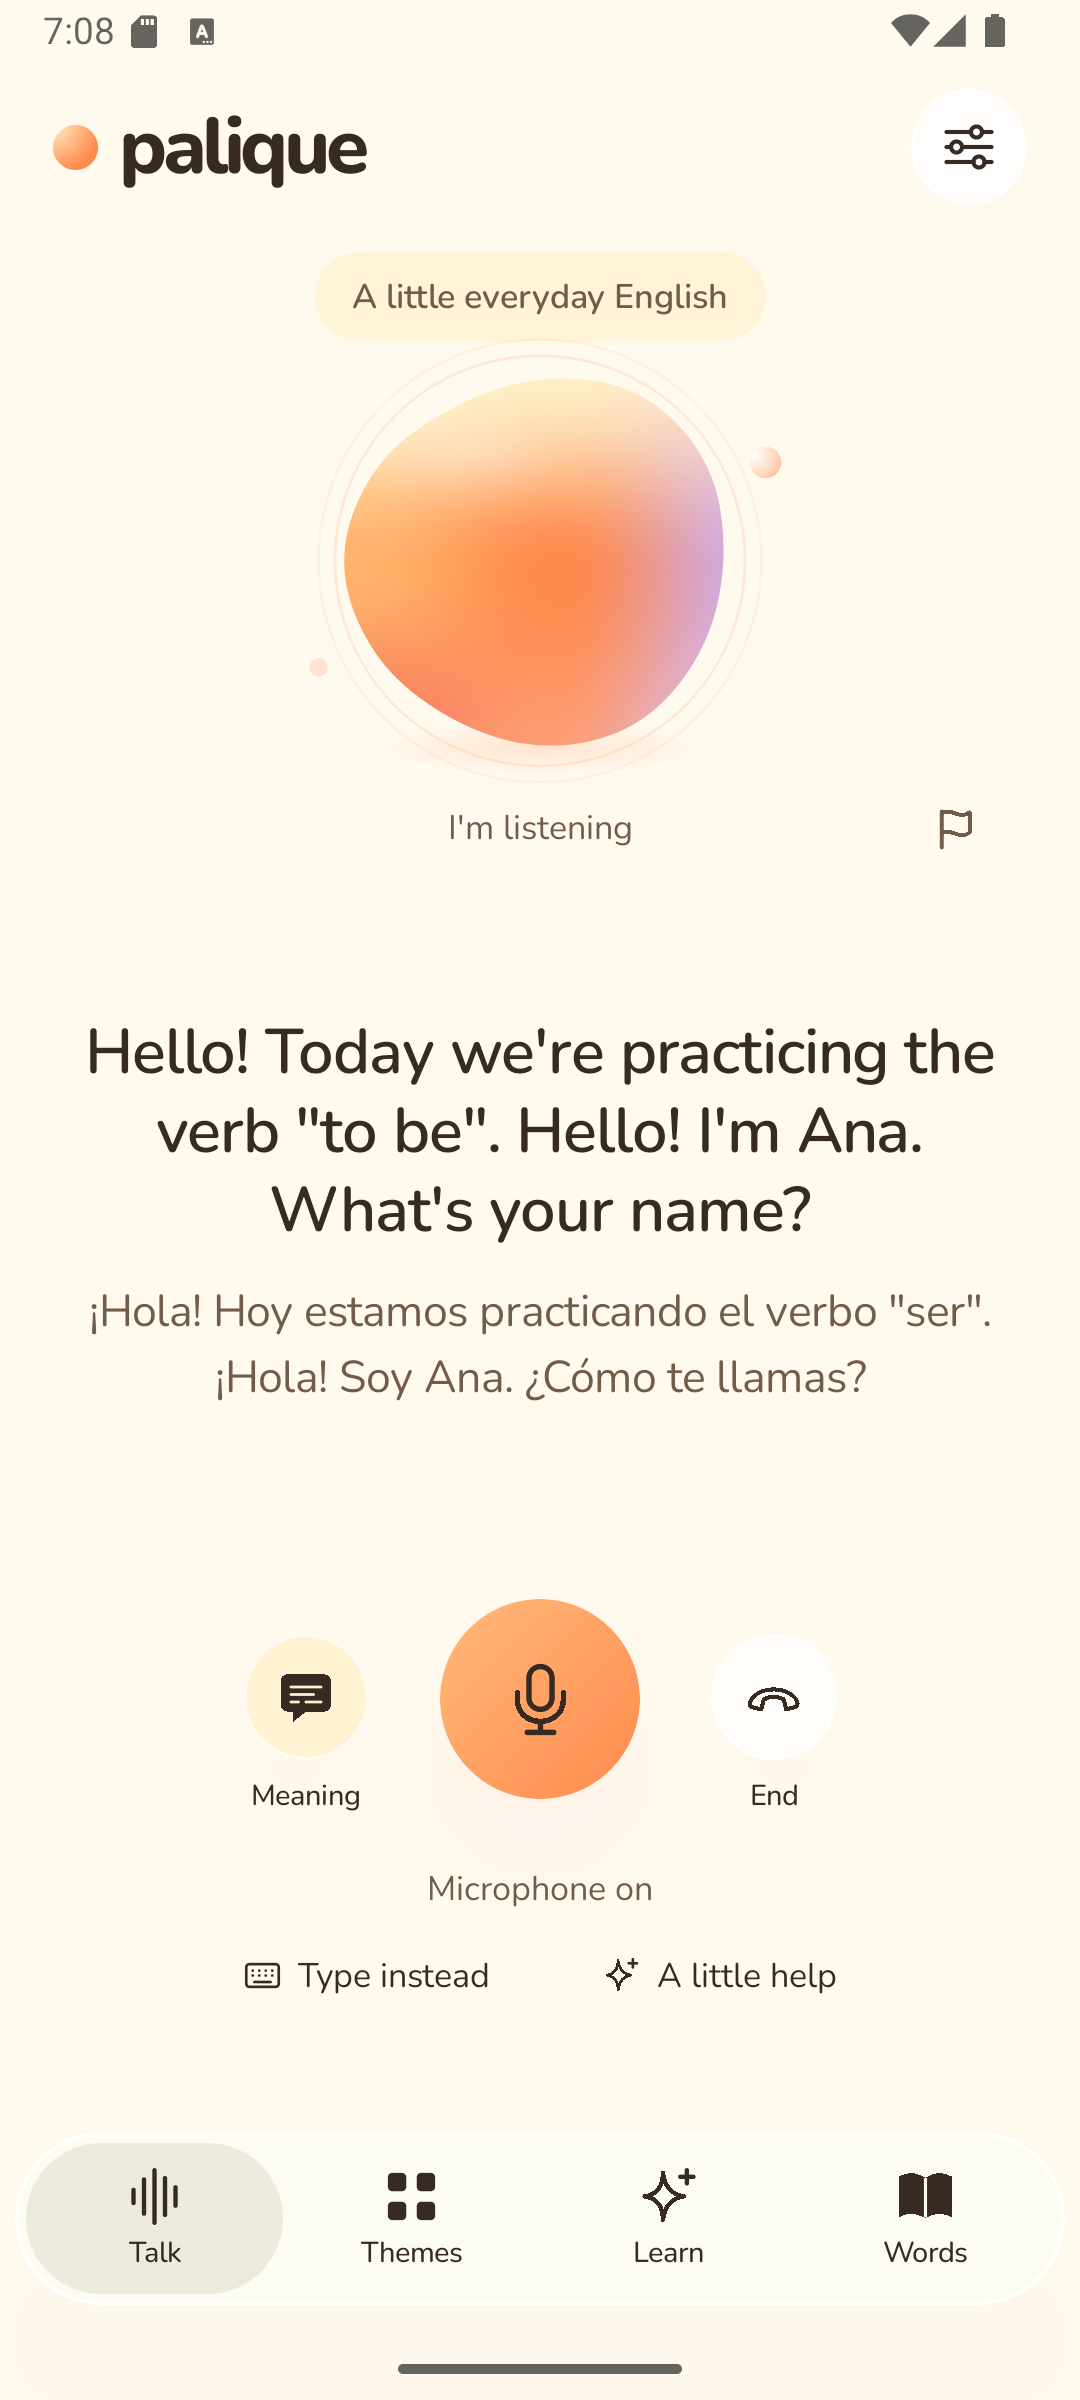 7:08
palique
A little everyday English
I'm listening
Hello! Today we're practicing the
verb "to be". Hello! I'm Ana.
What's your name?
¡Hola! Hoy estamos practicando el verbo "ser".
¡Hola! Soy Ana. ¿Cómo te llamas?
Meaning
End
Microphone on
Type instead
A little help
Talk
Themes
Learn
Words